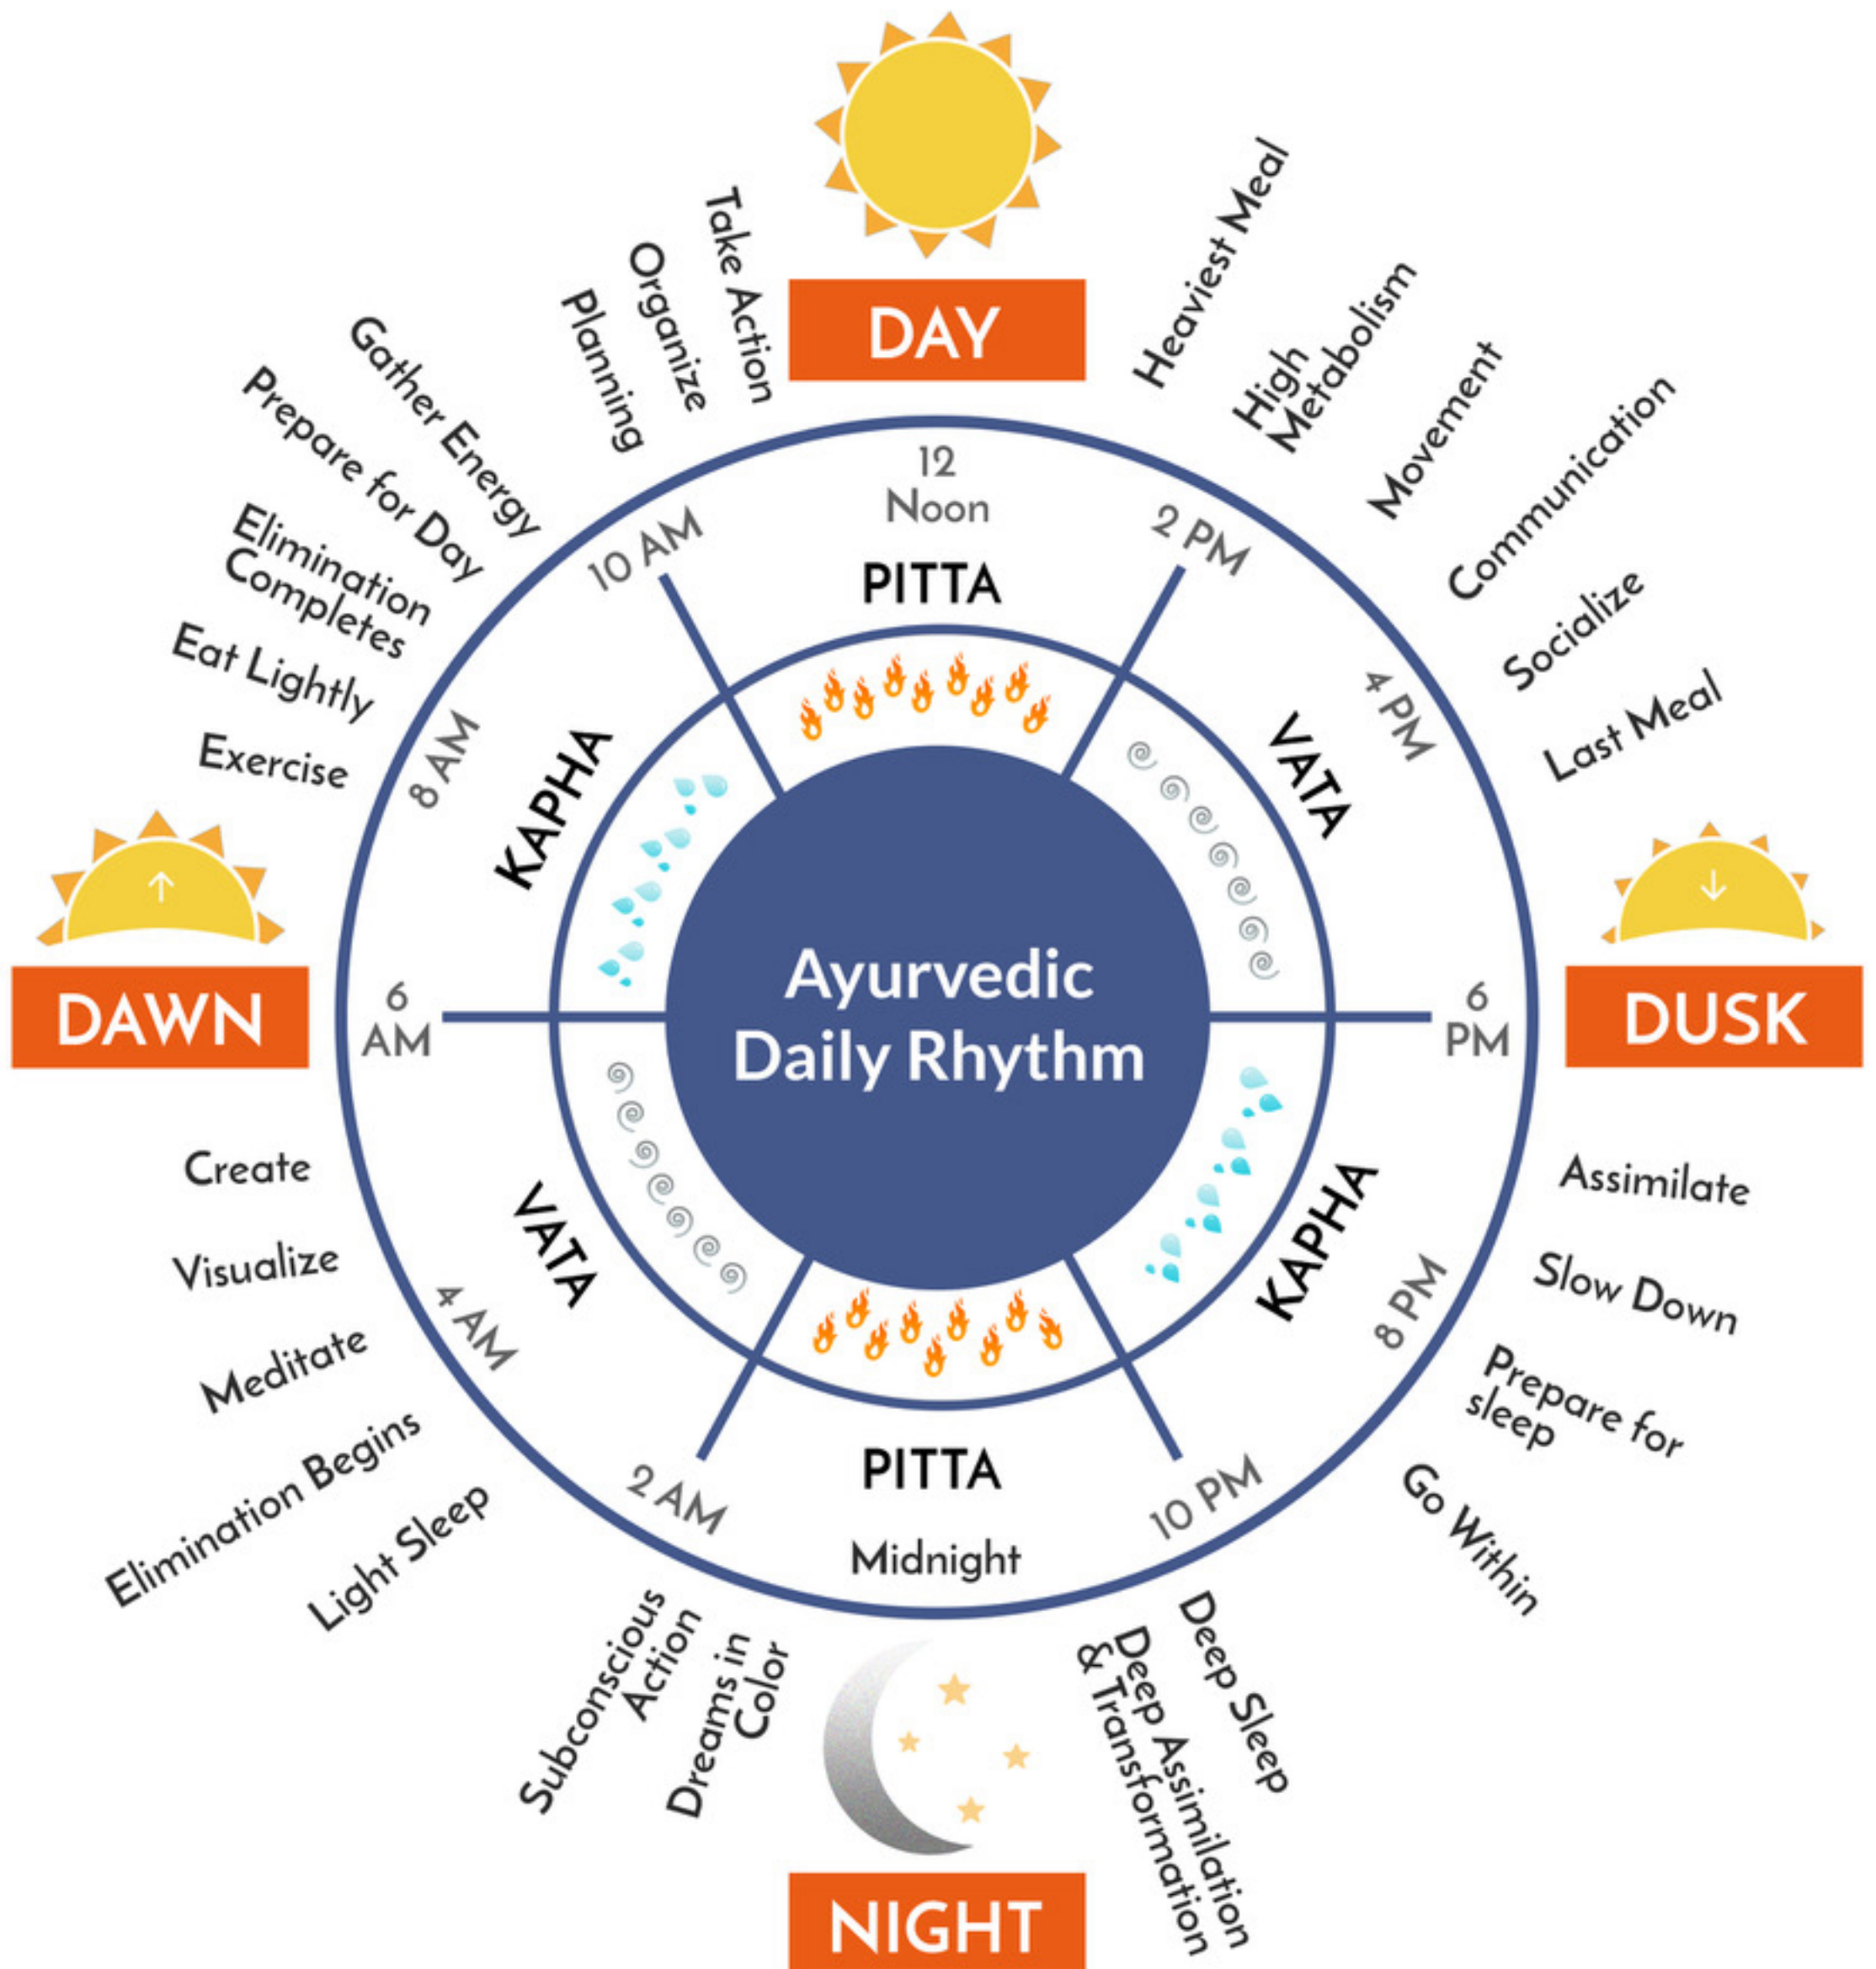 DAY
Take Action
Organize
Planning
Gather Energy
Prepare for Day
Elimination
Completes
Eat Lightly
Exercise
Heaviest Meal
High
Metabolism
Movement
Communication
Socialize
Last Meal
12
Noon
PITTA
10 AM
2 PM
8 AM
KAPHA
VATA
4 PM
DAWN
6
AM
Ayurvedic
Daily Rhythm
6
PM
DUSK
Create
Visualize
Meditate
Elimination Begins
Light Sleep
4 AM
VATA
KAPHA
8 PM
Assimilate
Slow Down
Prepare for
sleep
Go Within
2 AM
PITTA
Midnight
10 PM
Subconscious
Action
Dreams in
Color
Deep Sleep
Deep Assimilation
& Transformation
NIGHT